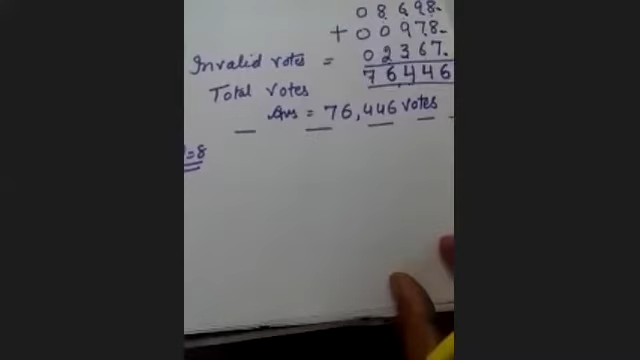 08698
+ 00978
Invalid votes = 02367
Total votes 76446
Ans = 76,446 votes
=8